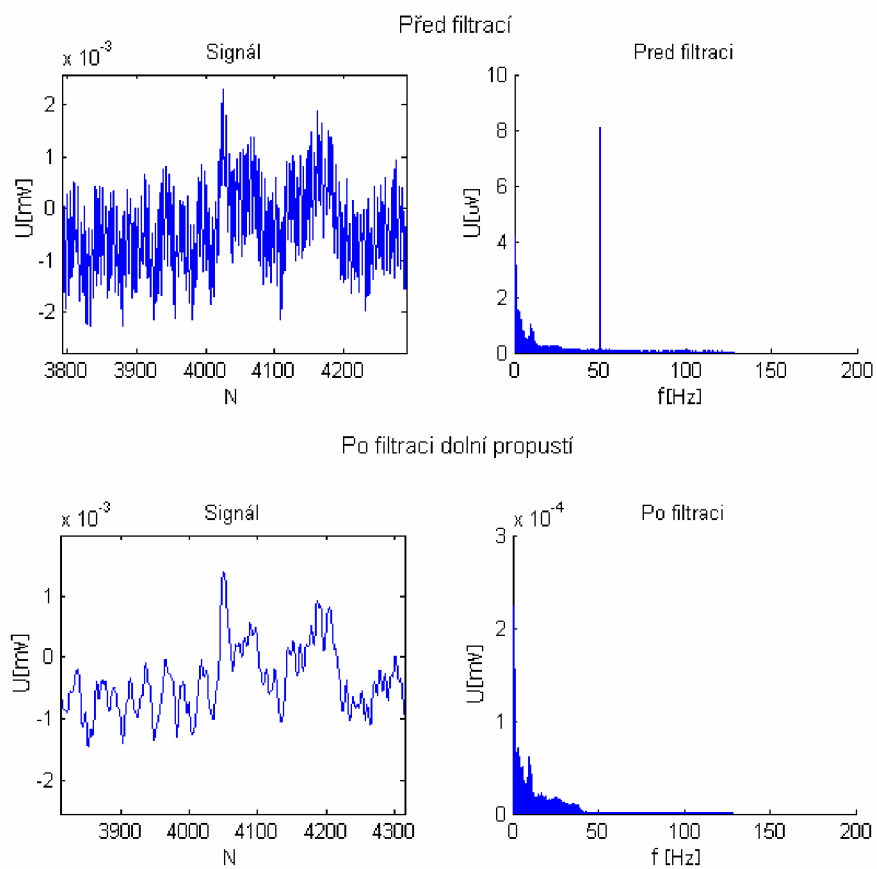 Před filtrací
x 10-3
Signál
Pred filtraci
U[mV]
2
1
0
-1
-2
3800 3900 4000 4100 4200
N
U[uV]
10
8
6
4
2
0
0 50 100 150 200
f[Hz]
Po filtraci dolní propustí
x 10-3
Signál
x 10-4
Po filtraci
U[mV]
1
0
-1
-2
3900 4000 4100 4200 4300
N
U[mV]
3
2
1
0
0 50 100 150 200
f [Hz]